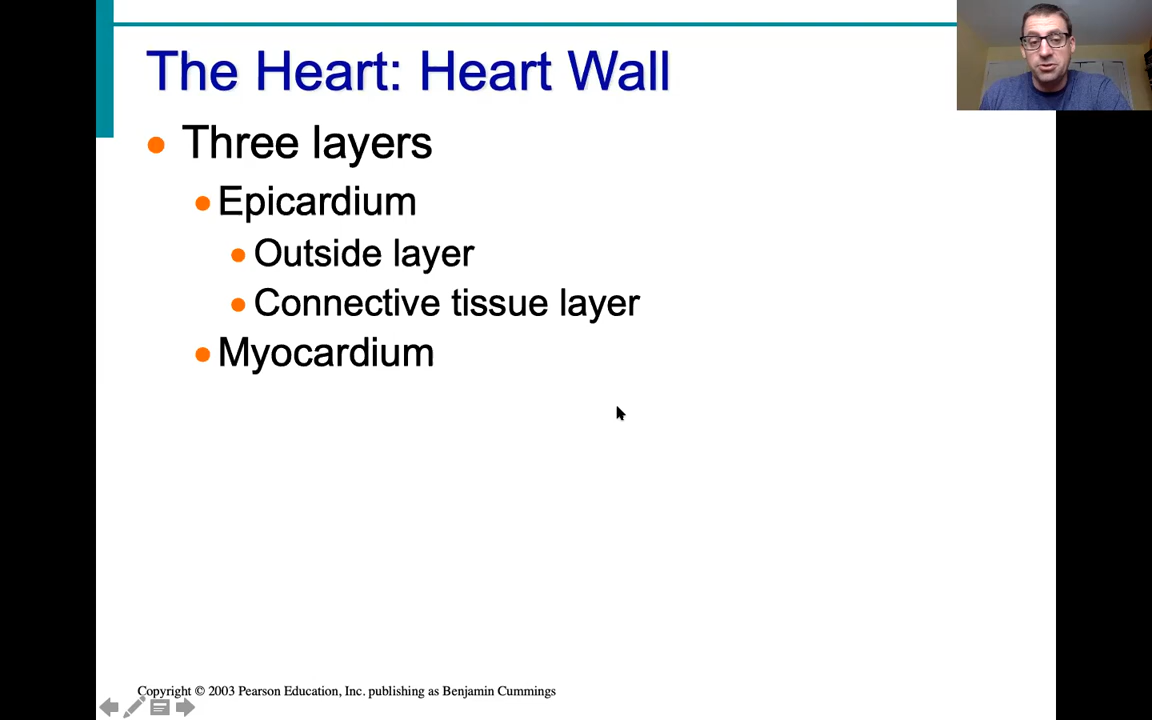 The Heart: Heart Wall
Three layers
Epicardium
Outside layer
Connective tissue layer
Myocardium
Copyright © 2003 Pearson Education, Inc. publishing as Benjamin Cummings